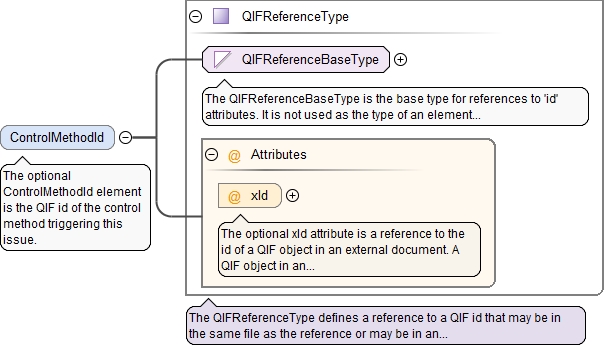 QIFReferenceType
QIFReferenceBaseType
The QIFReferenceBaseType is the base type for references to 'id'
attributes. It is not used as the type of an element...
ControlMethodId
The optional
ControlMethodId element
is the QIF id of the control
method triggering this
issue.
@ Attributes
@ xId
The optional xId attribute is a reference to the
id of a QIF object in an external document. A
QIF object in an...
The QIFReferenceType defines a reference to a QIF id that may be in
the same file as the reference or may be in an...